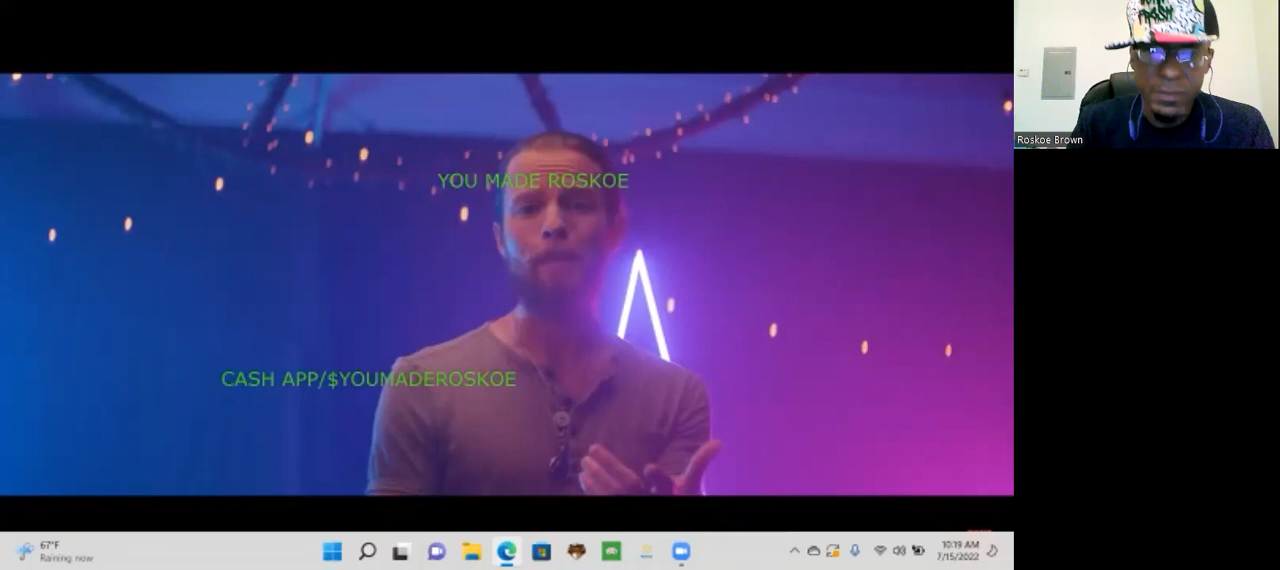 YOU MADE ROSKOE
CASH APP/$YOUMADEROSKOE
Roskoe Brown
67°F
Raining now
10:19 AM
7/15/2022